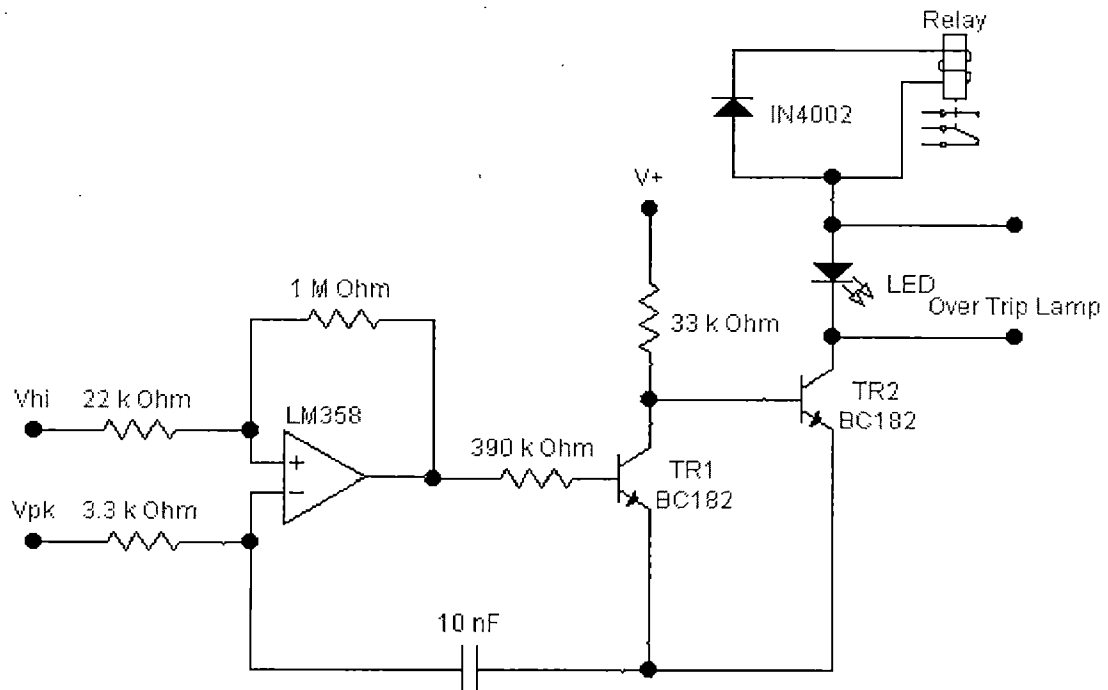 Relay
IN4002
V+
1 M Ohm
33 k Ohm
LED
Over Trip Lamp
Vhi 22 k Ohm
LM358
+
−
390 k Ohm
TR1
BC182
TR2
BC182
Vpk 3.3 k Ohm
10 nF